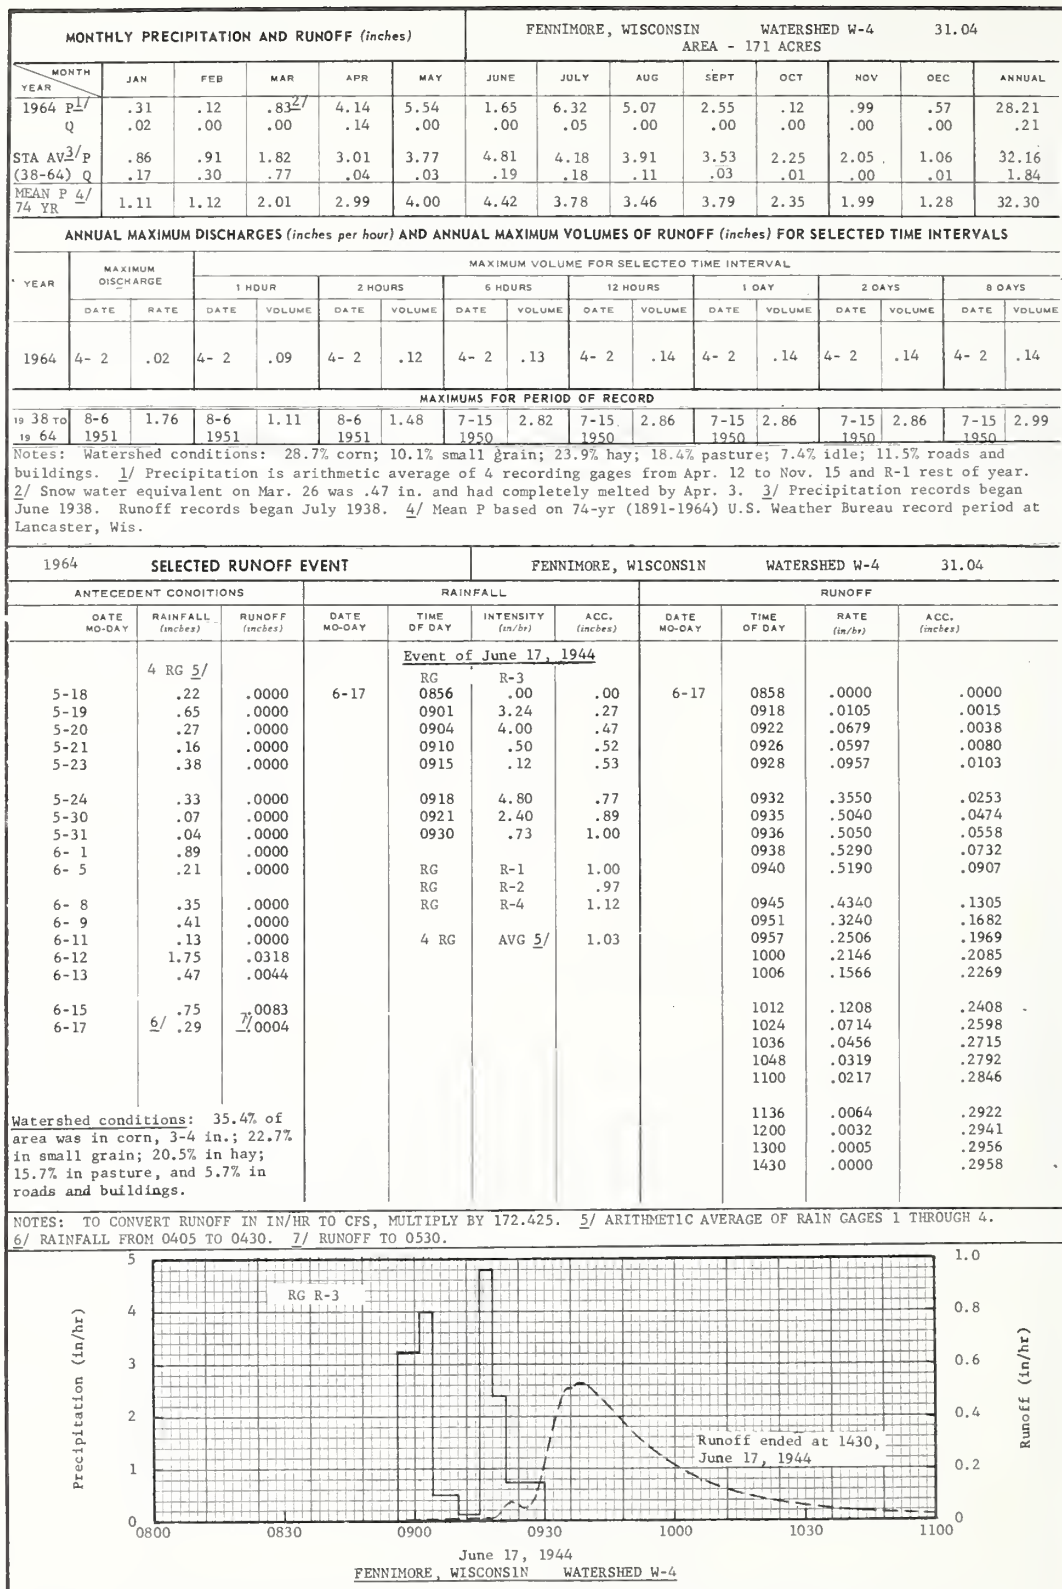 MONTHLY PRECIPITATION AND RUNOFF (inches) FENNIMORE, WISCONSIN WATERSHED W-4 31.04
AREA - 171 ACRES
MONTH YEAR JAN FEB MAR APR MAY JUNE JULY AUG SEPT OCT NOV DEC ANNUAL
1964 P1/ .31 .12 .832/ 4.14 5.54 1.65 6.32 5.07 2.55 .12 .99 .57 28.21
Q .02 .00 .00 .14 .00 .00 .05 .00 .00 .00 .00 .00 .21
STA AV3/P .86 .91 1.82 3.01 3.77 4.81 4.18 3.91 3.53 2.25 2.05 1.06 32.16
(38-64) Q .17 .30 .77 .04 .03 .19 .18 .11 .03 .01 .00 .01 1.84
MEAN P 4/ 74 YR 1.11 1.12 2.01 2.99 4.00 4.42 3.78 3.46 3.79 2.35 1.99 1.28 32.30
ANNUAL MAXIMUM DISCHARGES (inches per hour) AND ANNUAL MAXIMUM VOLUMES OF RUNOFF (inches) FOR SELECTED TIME INTERVALS
YEAR MAXIMUM DISCHARGE MAXIMUM VOLUME FOR SELECTED TIME INTERVAL
1 HOUR 2 HOURS 6 HOURS 12 HOURS 1 DAY 2 DAYS 8 DAYS
DATE RATE DATE VOLUME DATE VOLUME DATE VOLUME DATE VOLUME DATE VOLUME DATE VOLUME DATE VOLUME
1964 4- 2 .02 4- 2 .09 4- 2 .12 4- 2 .13 4- 2 .14 4- 2 .14 4- 2 .14 4- 2 .14
MAXIMUMS FOR PERIOD OF RECORD
19 38 TO 8-6 1.76 8-6 1.11 8-6 1.48 7-15 2.82 7-15 2.86 7-15 2.86 7-15 2.86 7-15 2.99
19 64 1951 1951 1951 1950 1950 1950 1950 1950
Notes: Watershed conditions: 28.7% corn; 10.1% small grain; 23.9% hay; 18.4% pasture; 7.4% idle; 11.5% roads and
buildings. 1/ Precipitation is arithmetic average of 4 recording gages from Apr. 12 to Nov. 15 and R-1 rest of year.
2/ Snow water equivalent on Mar. 26 was .47 in. and had completely melted by Apr. 3. 3/ Precipitation records began
June 1938. Runoff records began July 1938. 4/ Mean P based on 74-yr (1891-1964) U.S. Weather Bureau record period at
Lancaster, Wis.
1964 SELECTED RUNOFF EVENT FENNIMORE, WISCONSIN WATERSHED W-4 31.04
ANTECEDENT CONDITIONS RAINFALL RUNOFF
DATE MO-DAY RAINFALL (inches) RUNOFF (inches) DATE MO-DAY TIME OF DAY INTENSITY (in/hr) ACC. (inches) DATE MO-DAY TIME OF DAY RATE (in/hr) ACC. (inches)
Event of June 17, 1944
4 RG 5/ RG R-3
5-18 .22 .0000 6-17 0856 .00 .00 6-17 0858 .0000 .0000
5-19 .65 .0000 0901 3.24 .27 0918 .0105 .0015
5-20 .27 .0000 0904 4.00 .47 0922 .0679 .0038
5-21 .16 .0000 0910 .50 .52 0926 .0597 .0080
5-23 .38 .0000 0915 .12 .53 0928 .0957 .0103
5-24 .33 .0000 0918 4.80 .77 0932 .3550 .0253
5-30 .07 .0000 0921 2.40 .89 0935 .5040 .0474
5-31 .04 .0000 0930 .73 1.00 0936 .5050 .0558
6- 1 .89 .0000 0938 .5290 .0732
6- 5 .21 .0000 RG R-1 1.00 0940 .5190 .0907
RG R-2 .97
6- 8 .35 .0000 RG R-4 1.12 0945 .4340 .1305
6- 9 .41 .0000 0951 .3240 .1682
6-11 .13 .0000 4 RG AVG 5/ 1.03 0957 .2506 .1969
6-12 1.75 .0318 1000 .2146 .2085
6-13 .47 .0044 1006 .1566 .2269
6-15 .75 .0083 1012 .1208 .2408
6-17 6/ .29 7/.0004 1024 .0714 .2598
1036 .0456 .2715
1048 .0319 .2792
1100 .0217 .2846
Watershed conditions: 35.4% of
area was in corn, 3-4 in.; 22.7%
in small grain; 20.5% in hay;
15.7% in pasture, and 5.7% in
roads and buildings.
1136 .0064 .2922
1200 .0032 .2941
1300 .0005 .2956
1430 .0000 .2958
NOTES: TO CONVERT RUNOFF IN IN/HR TO CFS, MULTIPLY BY 172.425. 5/ ARITHMETIC AVERAGE OF RAIN GAGES 1 THROUGH 4.
6/ RAINFALL FROM 0405 TO 0430. 7/ RUNOFF TO 0530.
RG R-3
Precipitation (in/hr)
5
4
3
2
1
0
1.0
0.8
0.6
0.4
0.2
0
Runoff (in/hr)
Runoff ended at 1430,
June 17, 1944
0800 0830 0900 0930 1000 1030 1100
June 17, 1944
FENNIMORE, WISCONSIN WATERSHED W-4